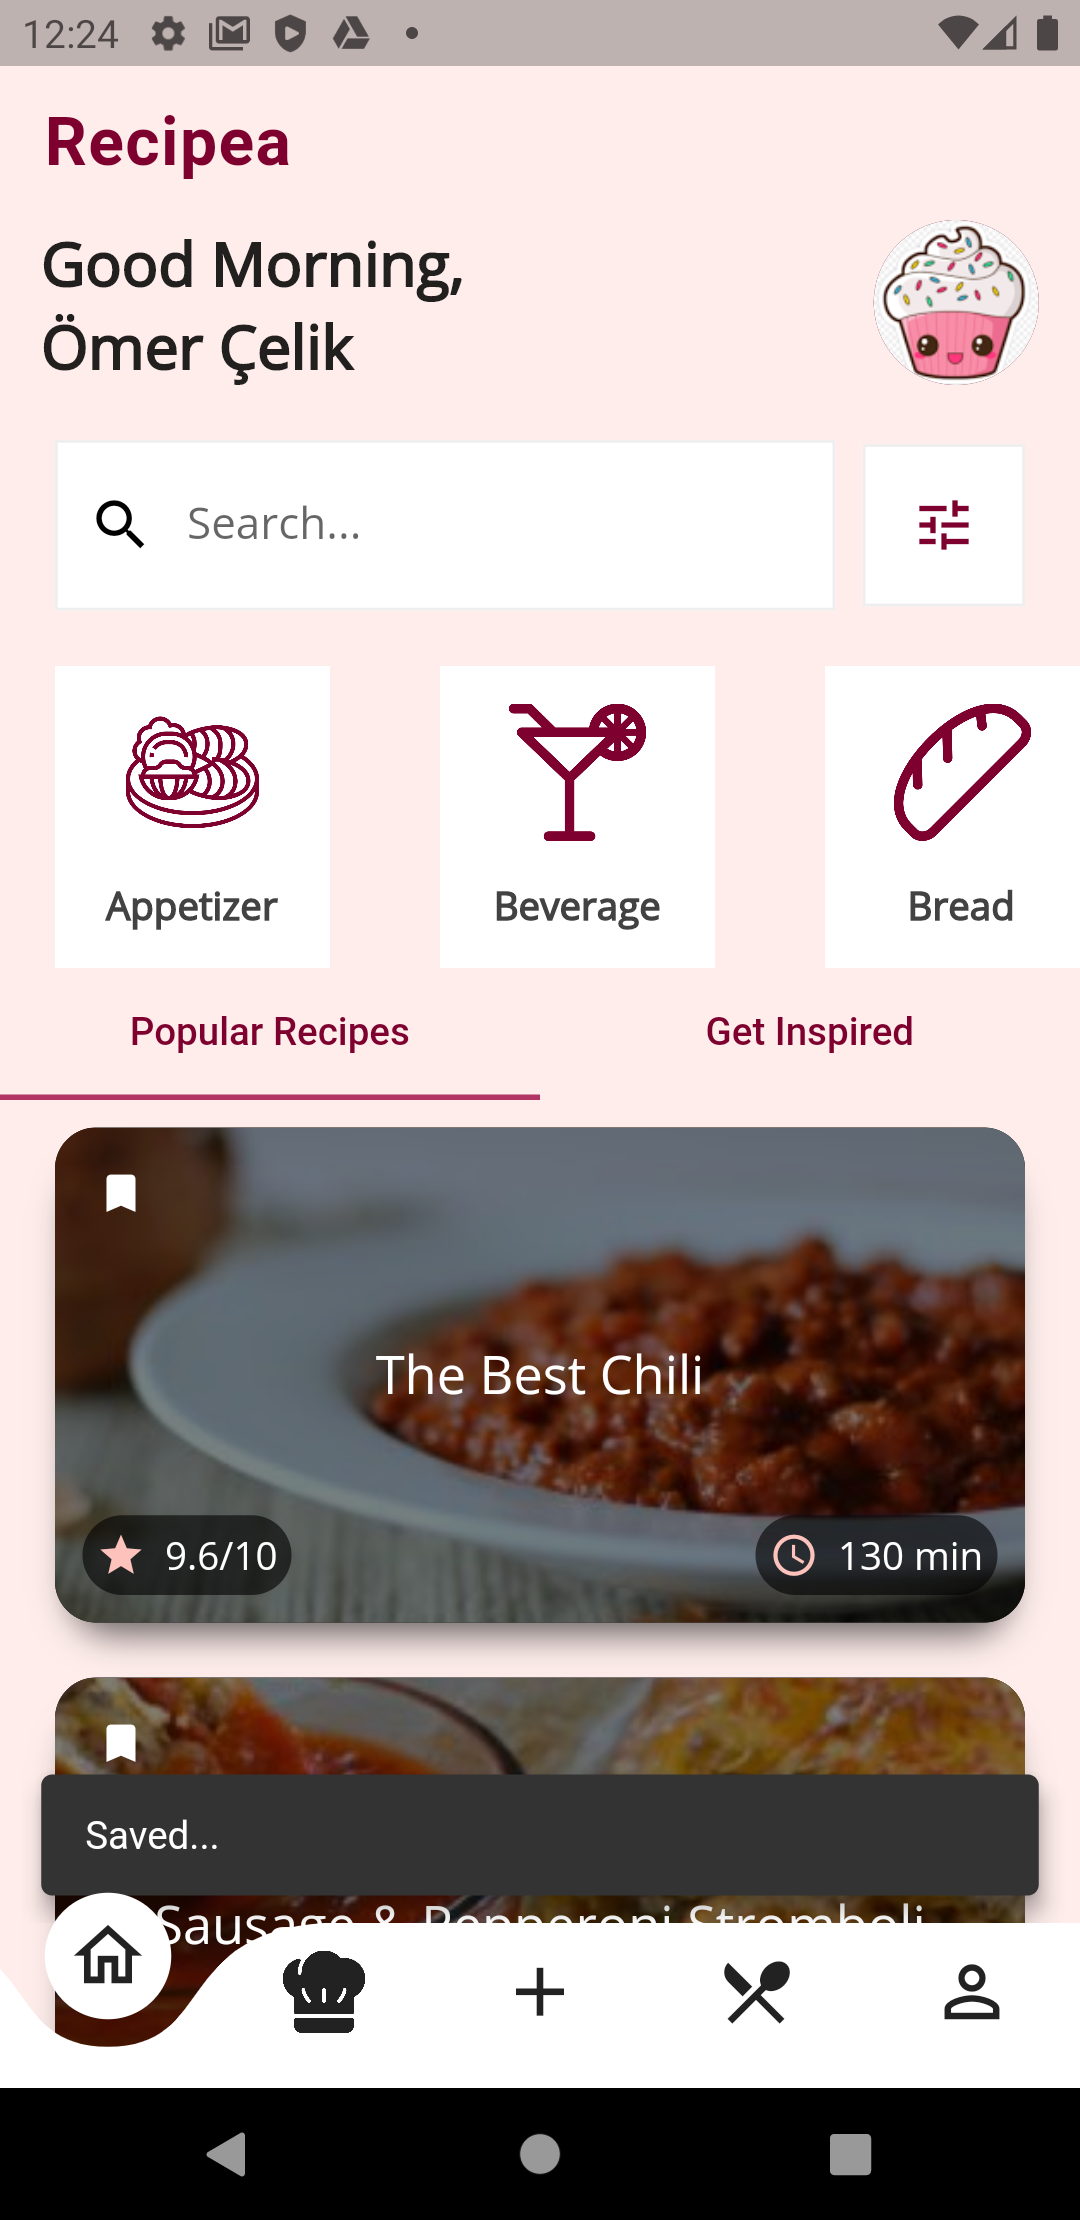 12:24
Recipea
Good Morning,
Ömer Çelik
Search...
Appetizer
Beverage
Bread
Popular Recipes
Get Inspired
The Best Chili
9.6/10
130 min
Saved...
Sausage & Pepperoni Stromboli